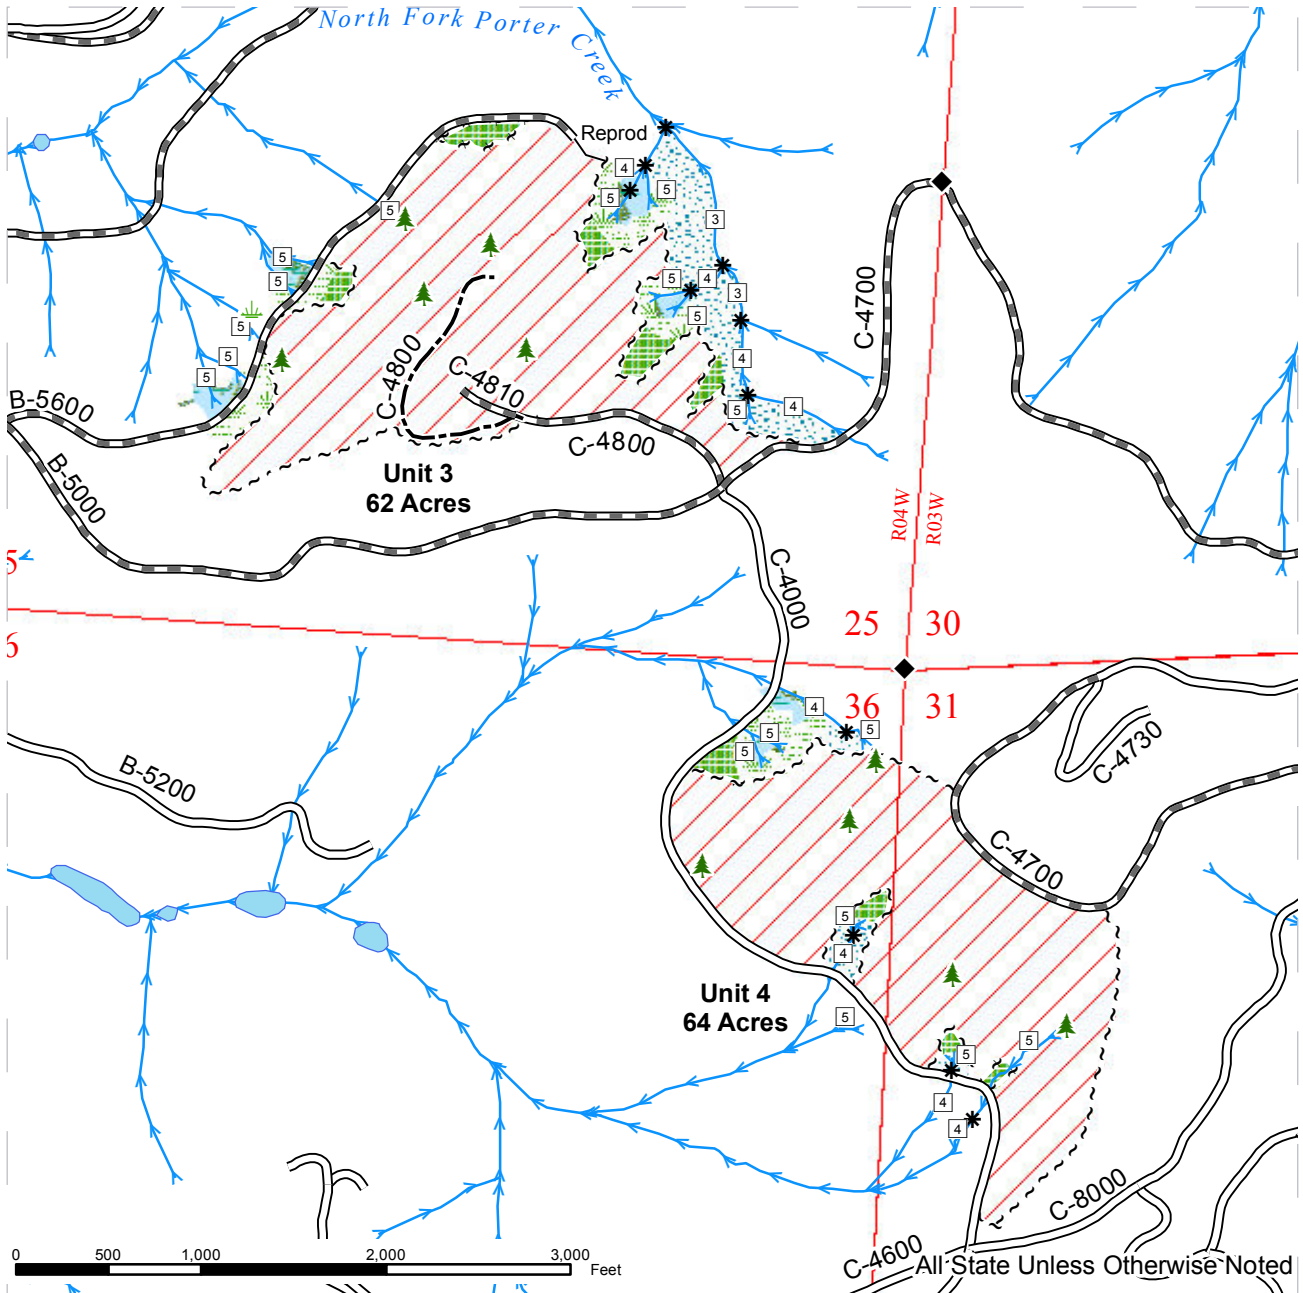 North Fork Porter
Creek
Reprod
4
5
5
5
3
5
5
5
4
3
5
5
5
4
5
4
5
C-4700
C-4800
C-4810
C-4800
B-5600
B-5000
Unit 3
62 Acres
R04W
R03W
C-4000
5
6
25
30
36
31
4
5
5
5
C-4730
B-5200
C-4700
5
4
Unit 4
64 Acres
5
5
5
4
4
C-8000
C-4600
0
500
1,000
2,000
3,000
Feet
All State Unless Otherwise Noted